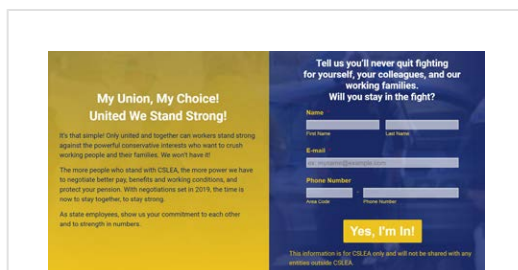 My Union, My Choice!
United We Stand Strong!
It's that simple! Only united and together can workers stand strong
against the powerful conservative interests who want to crush
working people and their families. We won't have it!
The more people who stand with CSLEA, the more power we have
to negotiate better pay, benefits and working conditions, and
protect your pension. With negotiations set in 2019, the time is
now to stay together, to stay strong.
As state employees, show us your commitment to each other
and to strength in numbers.
Tell us you'll never quit fighting
for yourself, your colleagues, and our
working families.
Will you stay in the fight?
Name
First Name Last Name
E-mail
ex: myname@example.com
Phone Number
-
Area Code Phone Number
Yes, I'm In!
This information is for CSLEA only and will not be shared with any
entities outside CSLEA.